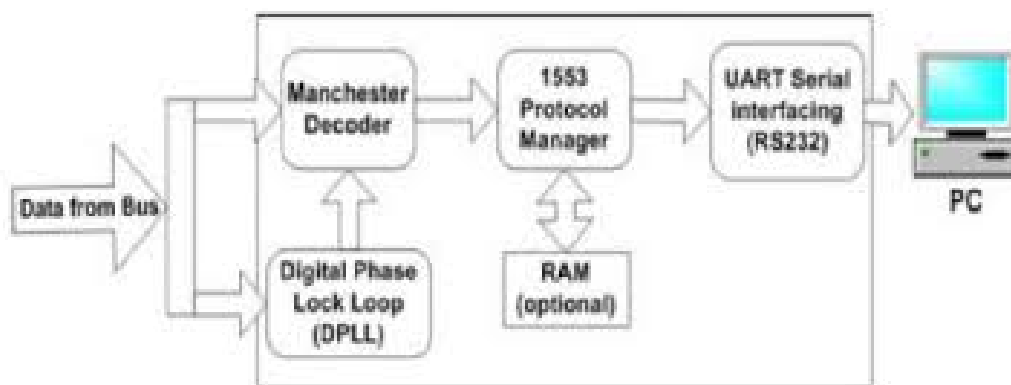 Data from Bus
Manchester
Decoder
Digital Phase
Lock Loop
(DPLL)
1553
Protocol
Manager
RAM
(optional)
UART Serial
interfacing
(RS232)
PC